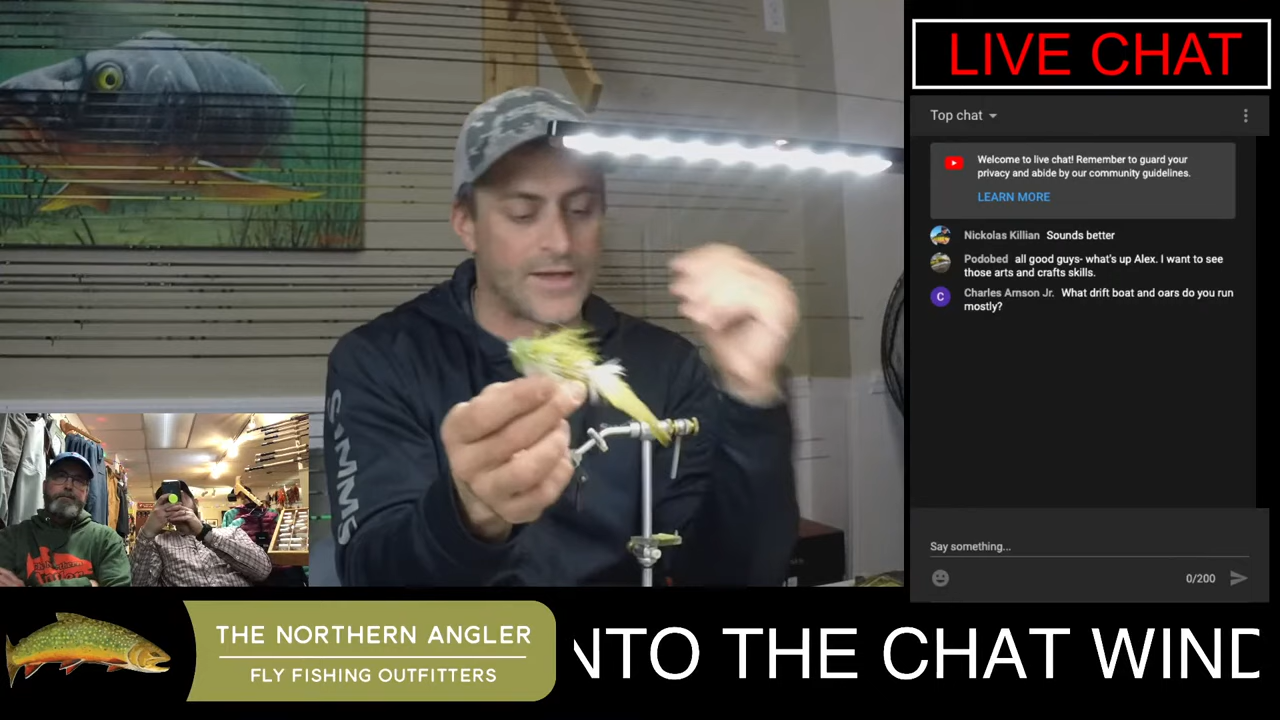 LIVE CHAT
Top chat
Welcome to live chat! Remember to guard your
privacy and abide by our community guidelines.
LEARN MORE
Nickolas Killian Sounds better
Podobed all good guys- what's up Alex. I want to see
those arts and crafts skills.
Charles Arnson Jr. What drift boat and oars do you run
mostly?
C
Say something...
0/200
SIMMS
THE NORTHERN ANGLER
FLY FISHING OUTFITTERS
NTO THE CHAT WIND